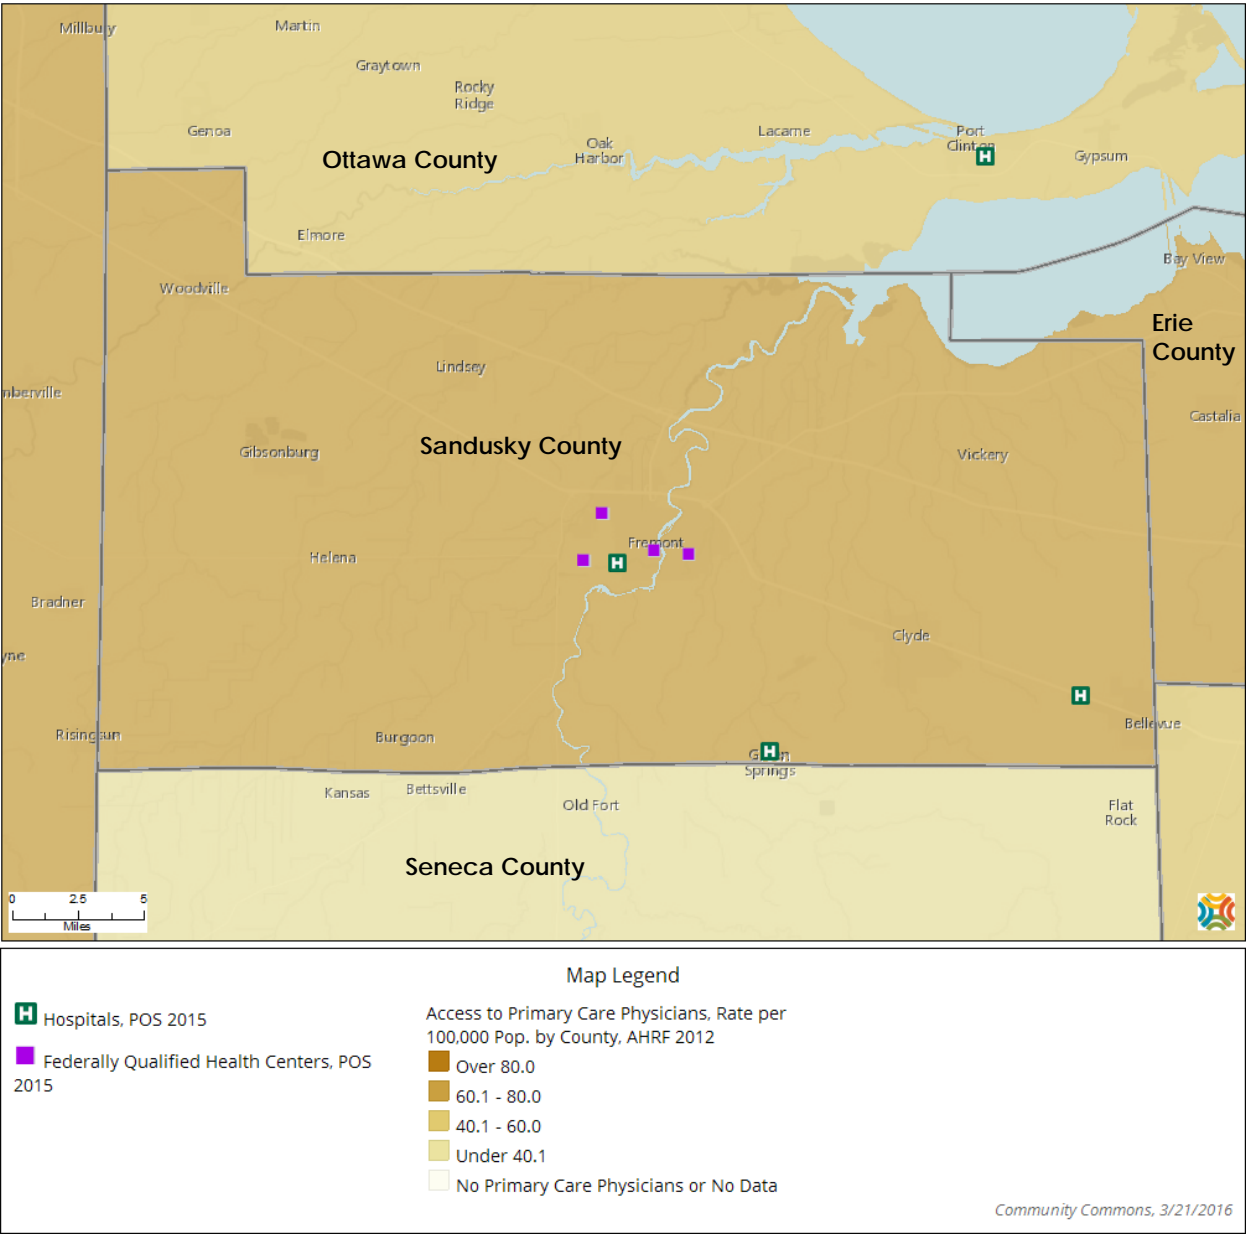 Millbury
Martin
Graytown
Rocky
Ridge
Genoa
Oak
Harbor
Lacarne
Port
Clinton
Gypsum
Ottawa County
Elmore
Bay View
Woodville
Erie
County
Lindsey
nberville
Castalia
Sandusky County
Gibsonburg
Vickery
Fremont
H
Helena
Bradner
Clyde
yne
H
Bellevue
Risingsun
Burgoon
H
Springs
Kansas
Bettsville
Old Fort
Flat
Rock
Seneca County
0 2.5 5
Miles
Map Legend
H Hospitals, POS 2015
Federally Qualified Health Centers, POS
2015
Access to Primary Care Physicians, Rate per
100,000 Pop. by County, AHRF 2012
Over 80.0
60.1 - 80.0
40.1 - 60.0
Under 40.1
No Primary Care Physicians or No Data
Community Commons, 3/21/2016